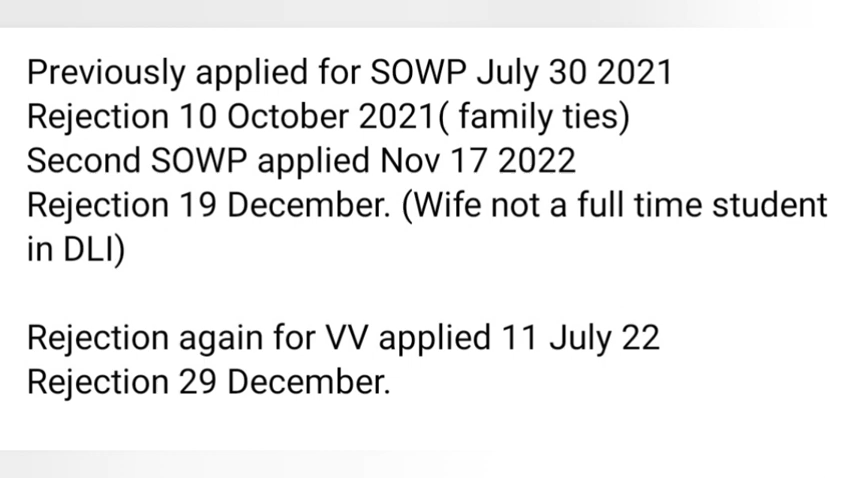 Previously applied for SOWP July 30 2021
Rejection 10 October 2021( family ties)
Second SOWP applied Nov 17 2022
Rejection 19 December. (Wife not a full time student
in DLI)
Rejection again for VV applied 11 July 22
Rejection 29 December.